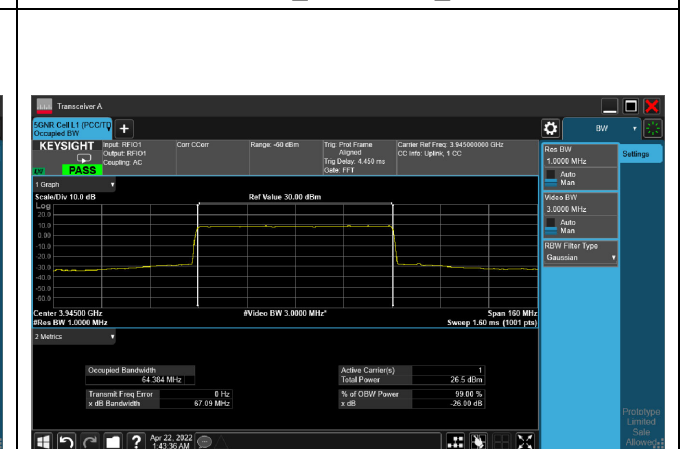 Transceiver A
5GNR Cell L1 (PCC/T
Occupied BW
BW
KEYSIGHT
PASS
Input: RFIO1
Output: RFIO1
Coupling: AC
Corr CCorr
Range: -60 dBm
Trig: Prot Frame
Aligned
Trig Delay: 4.450 ms
Gate: FFT
Carrier Ref Freq: 3.945000000 GHz
CC Info: Uplink, 1 CC
Res BW
1.0000 MHz
Auto
Man
Video BW
3.0000 MHz
Auto
Man
RBW Filter Type
Gaussian
Settings
1 Graph
Scale/Div 10.0 dB
Ref Value 30.00 dBm
Log
20.0
10.0
0.00
-10.0
-20.0
-30.0
-40.0
-50.0
-60.0
Center 3.94500 GHz
#Video BW 3.0000 MHz*
Span 160 MHz
#Res BW 1.0000 MHz
Sweep 1.60 ms (1001 pts)
2 Metrics
Occupied Bandwidth
64.384 MHz
Active Carrier(s) 1
Total Power 26.5 dBm
Transmit Freq Error 0 Hz
x dB Bandwidth 67.09 MHz
% of OBW Power 99.00 %
x dB -26.00 dB
Prototype
Limited
Sale
Allowed
Apr 22, 2022
1:43:36 AM